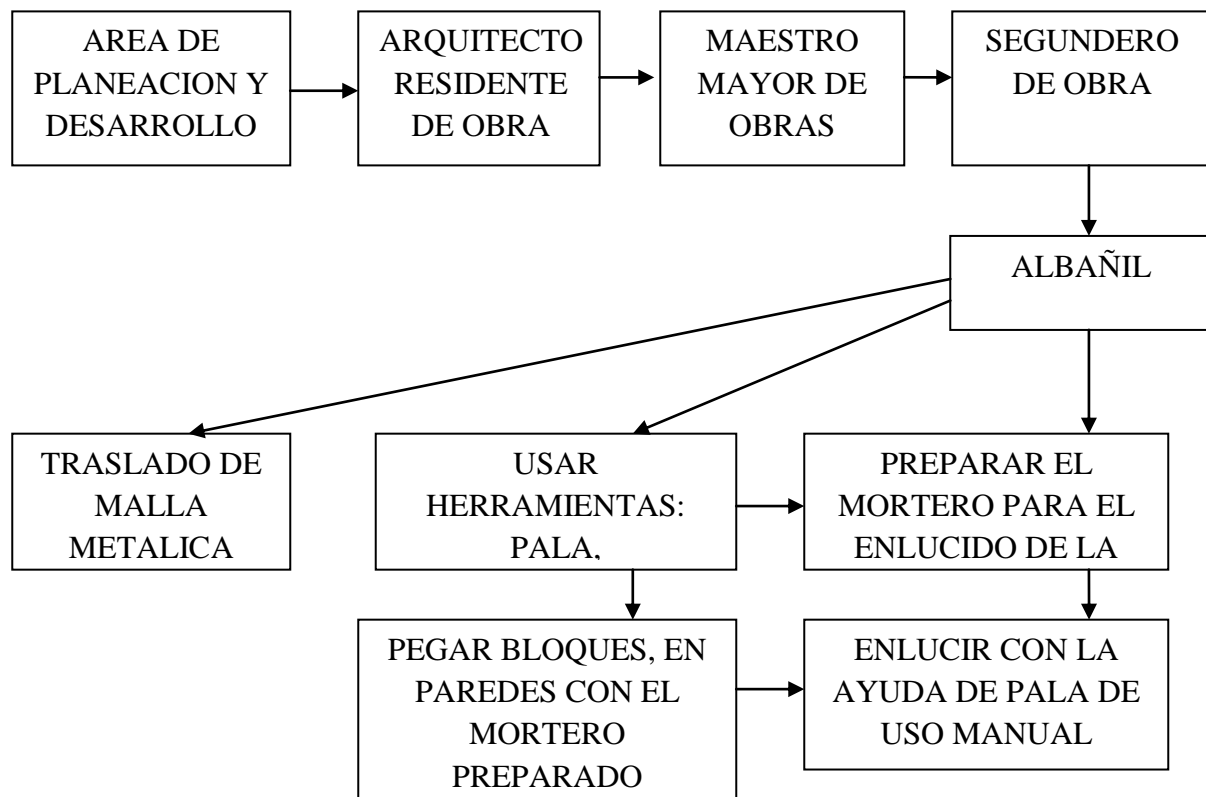 AREA DE
PLANEACION Y
DESARROLLO
ARQUITECTO
RESIDENTE
DE OBRA
MAESTRO
MAYOR DE
OBRAS
SEGUNDERO
DE OBRA
ALBAÑIL
TRASLADO DE
MALLA
METALICA
USAR
HERRAMIENTAS:
PALA,
PREPARAR EL
MORTERO PARA EL
ENLUCIDO DE LA
PEGAR BLOQUES, EN
PAREDES CON EL
MORTERO
PREPARADO
ENLUCIR CON LA
AYUDA DE PALA DE
USO MANUAL